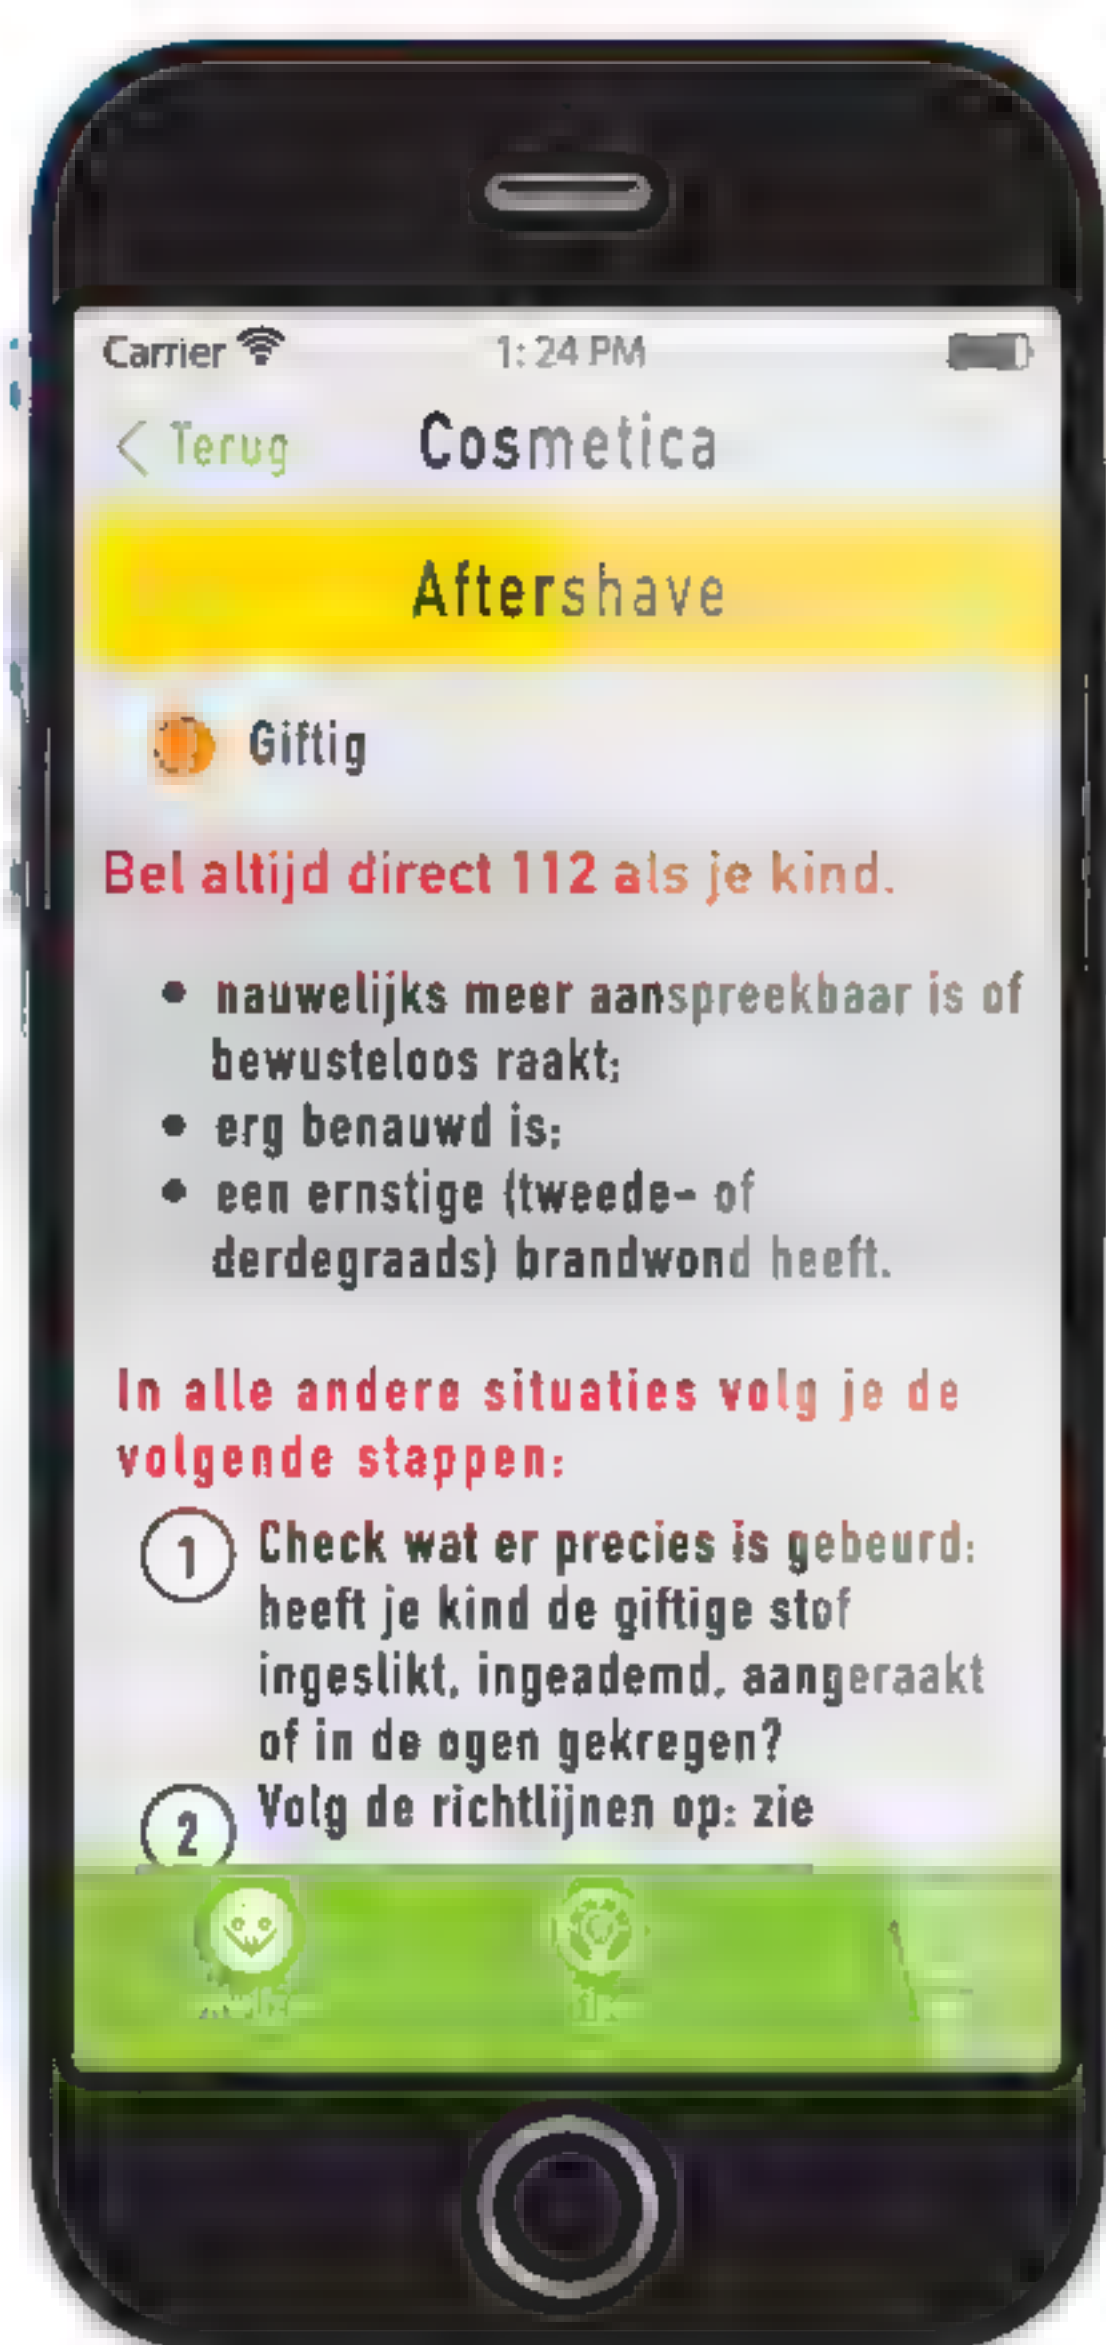 Carrier 1:24 PM
< Terug Cosmetica
Aftershave
Giftig
Bel altijd direct 112 als je kind.
• nauwelijks meer aanspreekbaar is of
bewusteloos raakt;
• erg benauwd is;
• een ernstige (tweede- of
derdegraads) brandwond heeft.
In alle andere situaties volg je de
volgende stappen:
1 Check wat er precies is gebeurd:
heeft je kind de giftige stof
ingeslikt, ingeademd, aangeraakt
of in de ogen gekregen?
2 Volg de richtlijnen op: zie